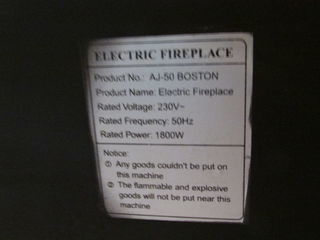 ELECTRIC FIREPLACE
Product No.: AJ-50 BOSTON
Product Name: Electric Fireplace
Rated Voltage: 230V~
Rated Frequency: 50Hz
Rated Power: 1800W
Notice:
① Any goods couldn't be put on
this machine
② The flammable and explosive
goods will not be put near this
machine